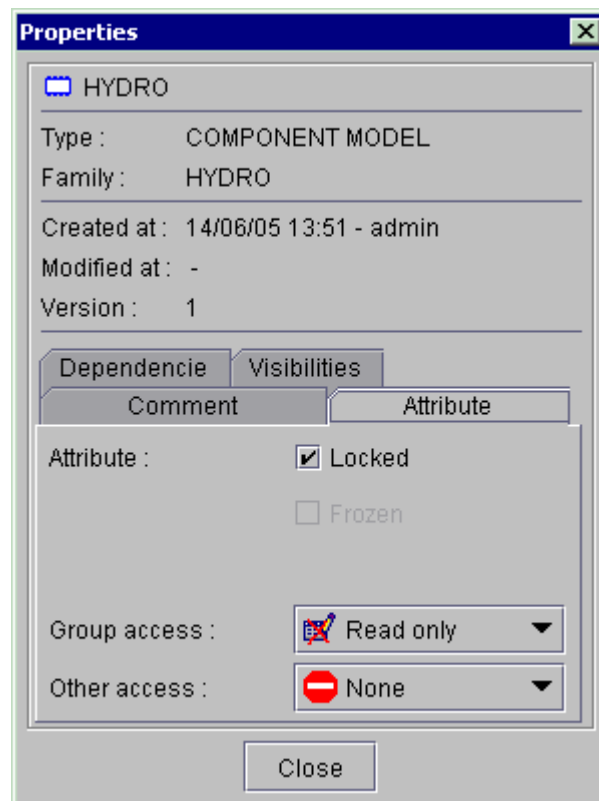 Properties
HYDRO
Type : COMPONENT MODEL
Family : HYDRO
Created at : 14/06/05 13:51 - admin
Modified at : -
Version : 1
Dependencie Visibilities
Comment Attribute
Attribute : Locked
Frozen
Group access : Read only
Other access : None
Close